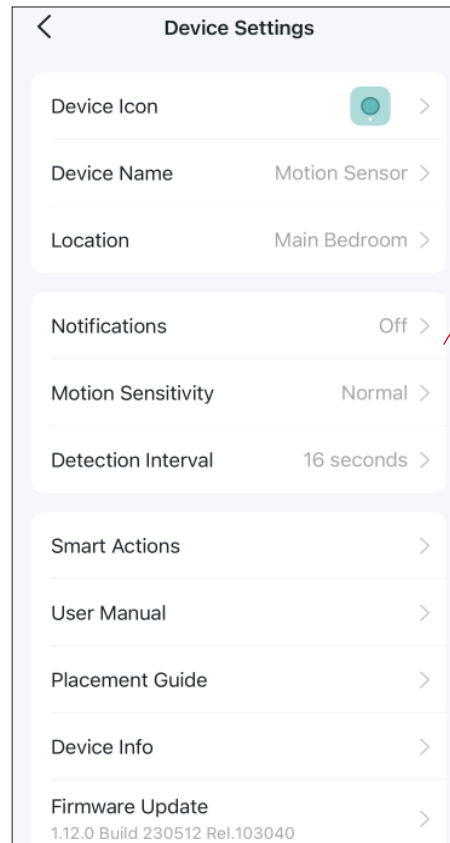 Device Settings
Device Icon
Device Name Motion Sensor
Location Main Bedroom
Notifications Off
Motion Sensitivity Normal
Detection Interval 16 seconds
Smart Actions
User Manual
Placement Guide
Device Info
Firmware Update
1.12.0 Build 230512 Rel.103040